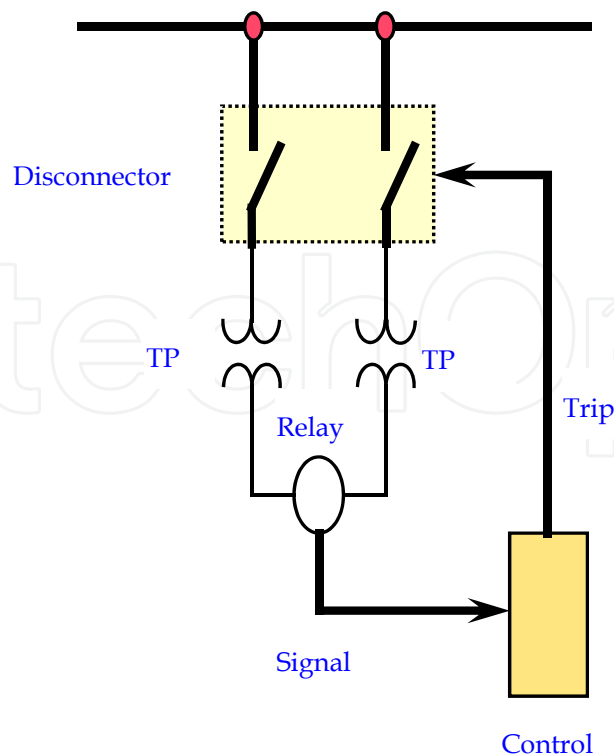 Disconnector
TP
TP
Trip
Relay
Signal
Control